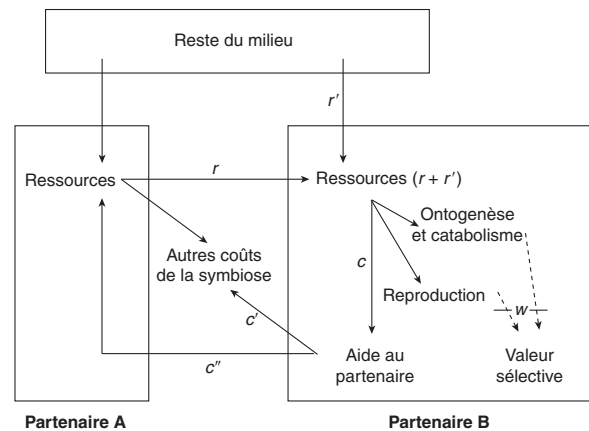 Reste du milieu
r′
Ressources
r
Ressources (r + r′)
Ontogenèse
et catabolisme
Autres coûts
de la symbiose
c
Reproduction
w
c′
Aide au
partenaire
Valeur
sélective
c″
Partenaire A
Partenaire B